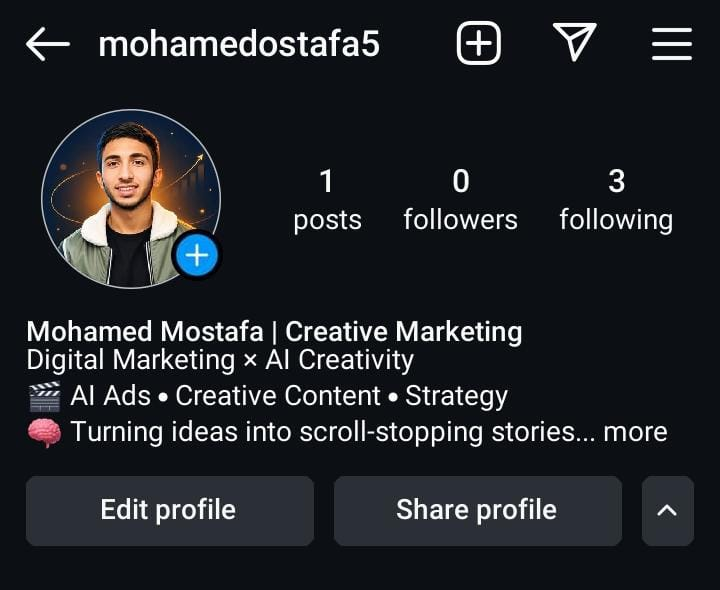 mohamedostafa5
1 0 3
posts followers following
Mohamed Mostafa | Creative Marketing
Digital Marketing × AI Creativity
🎬 AI Ads • Creative Content • Strategy
🧠 Turning ideas into scroll-stopping stories... more
Edit profile Share profile